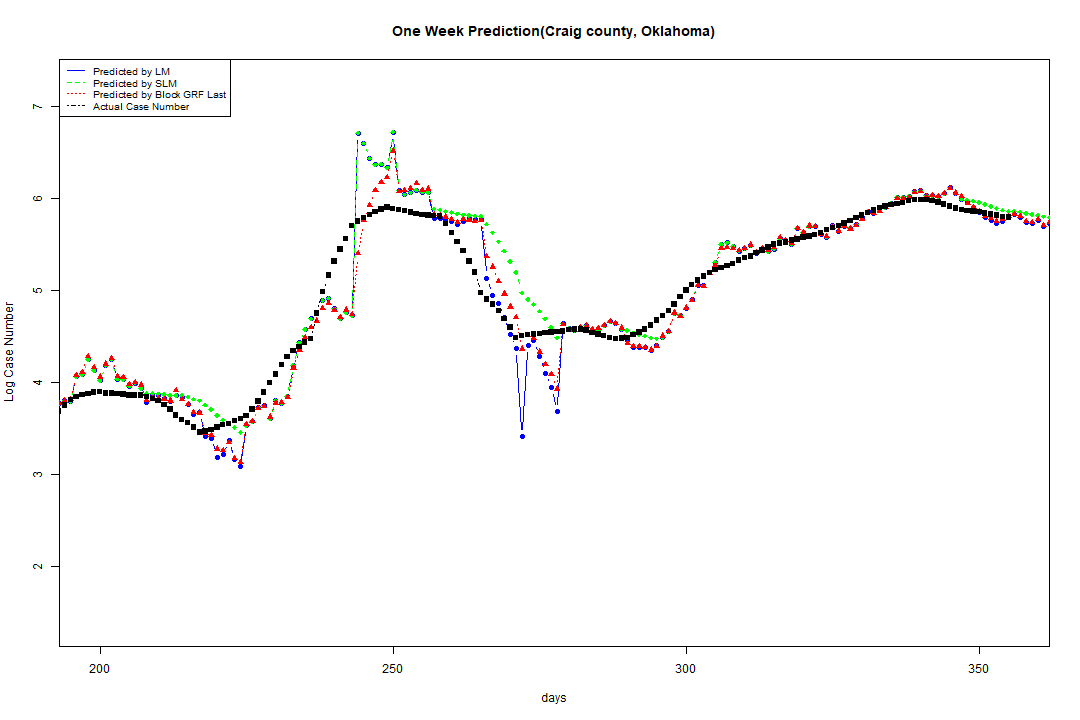 One Week Prediction(Craig county, Oklahoma)
Predicted by LM
Predicted by SLM
Predicted by Block GRF Last
Actual Case Number
7
6
5
4
3
2
Log Case Number
200 250 300 350
days